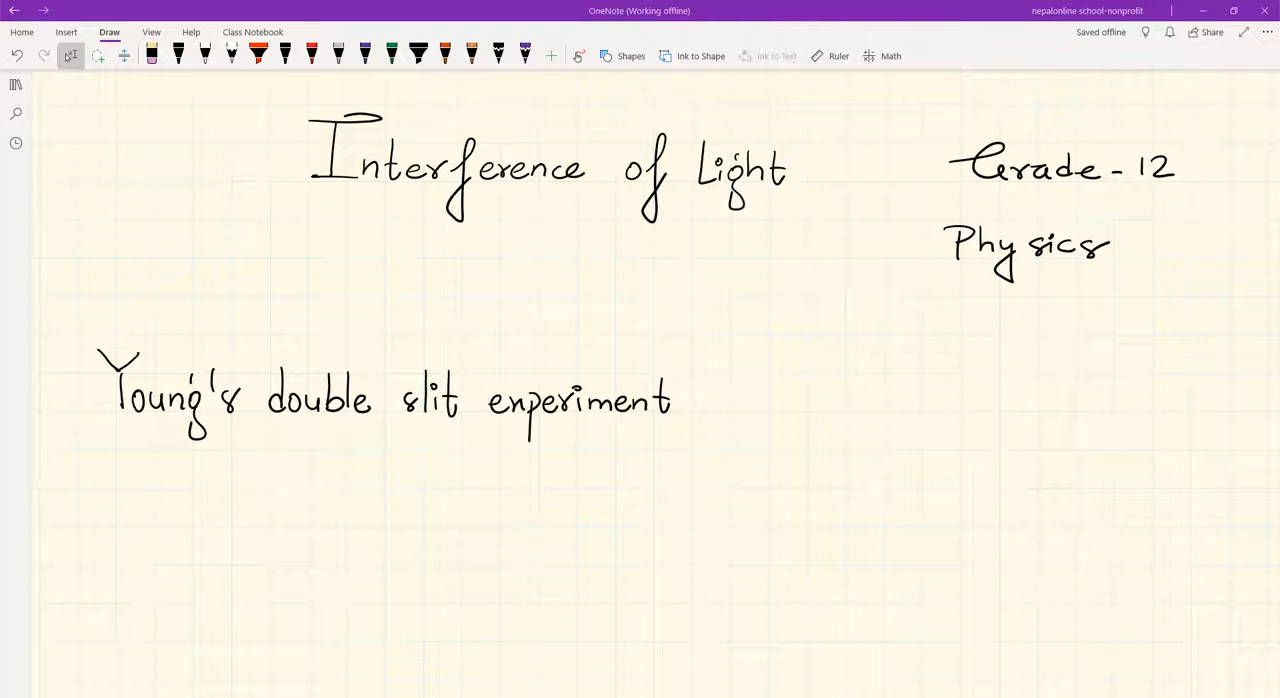 OneNote (Working offline)
nepalonline school-nonprofit
Home Insert Draw View Help Class Notebook
Saved offline Share
Shapes Ink to Shape Ink to Text Ruler Math
Interference of Light
Grade - 12
Physics
Young's double slit experiment